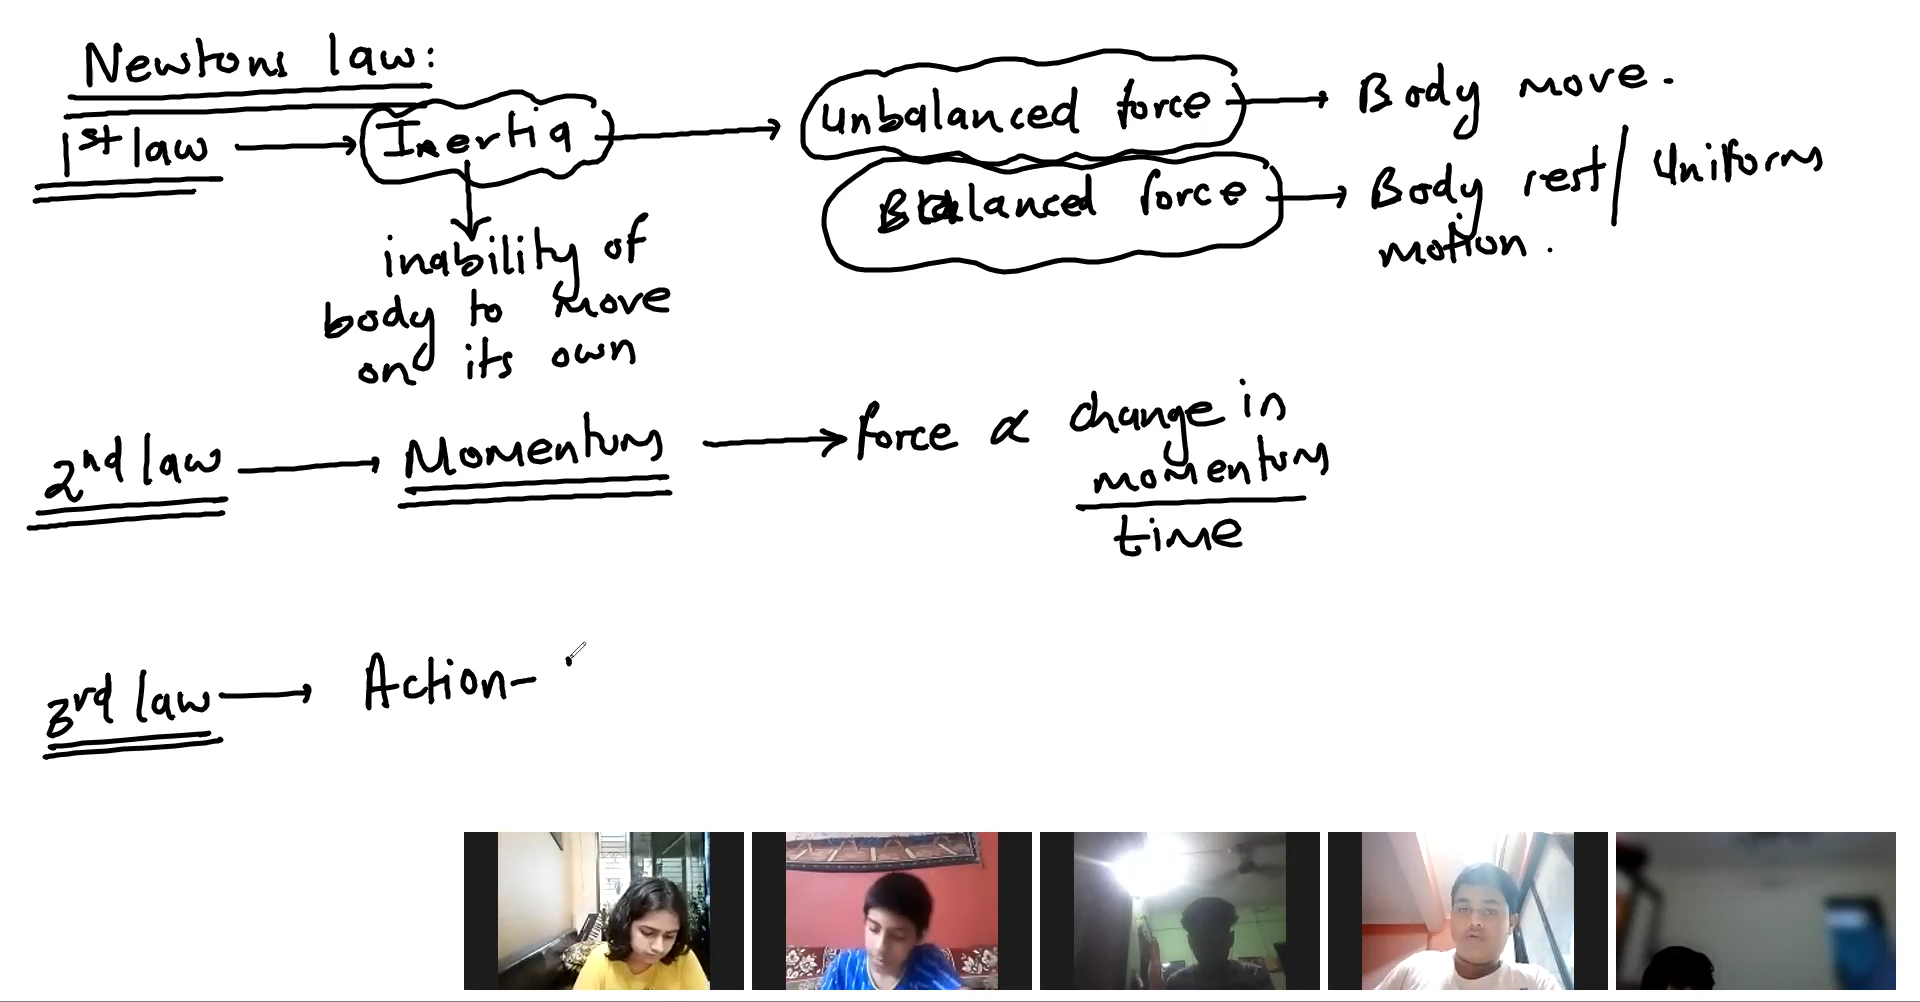 Newtons law:
1st law → Inertia → unbalanced force → Body move.
Balanced force → Body rest / uniform
motion.
inability of
body to move
on its own
2nd law → Momentum → force ∝ change in
momentum
time
3rd law → Action-